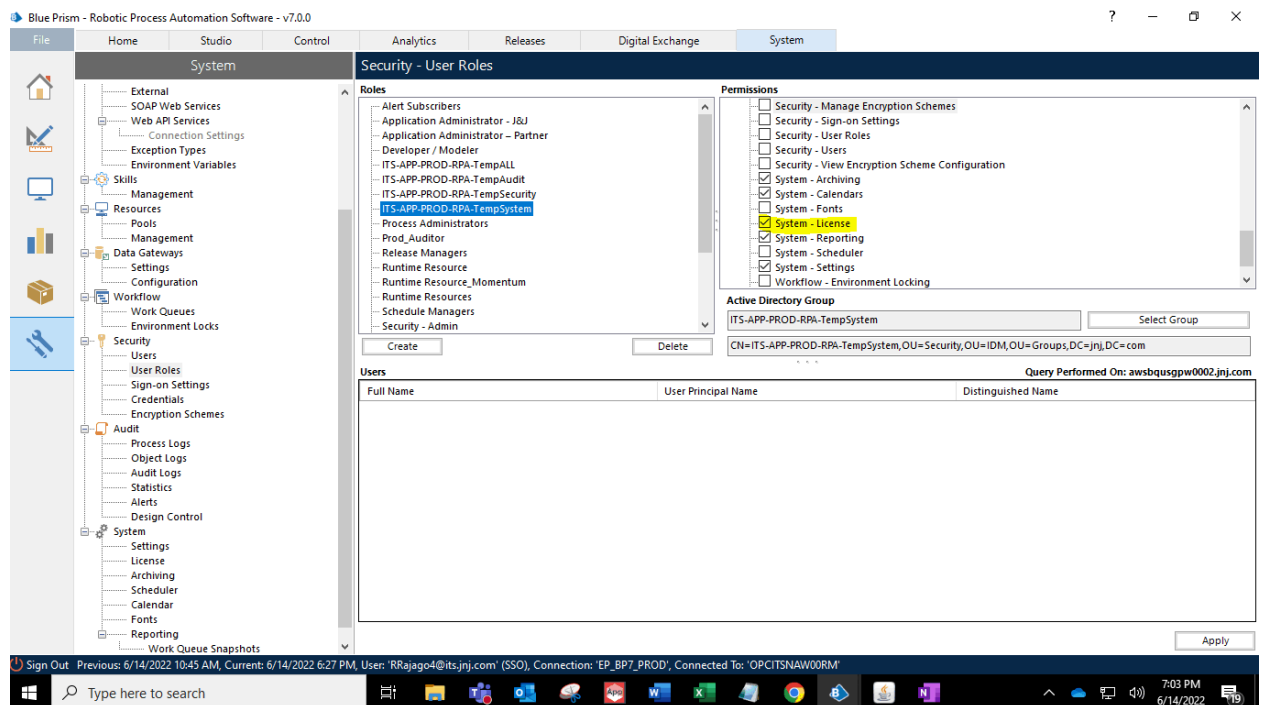 Blue Prism - Robotic Process Automation Software - v7.0.0
?
File
Home
Studio
Control
Analytics
Releases
Digital Exchange
System
System
External
SOAP Web Services
Web API Services
Connection Settings
Exception Types
Environment Variables
Skills
Management
Resources
Pools
Management
Data Gateways
Settings
Configuration
Workflow
Work Queues
Environment Locks
Security
Users
User Roles
Sign-on Settings
Credentials
Encryption Schemes
Audit
Process Logs
Object Logs
Audit Logs
Statistics
Alerts
Design Control
System
Settings
License
Archiving
Scheduler
Calendar
Fonts
Reporting
Work Queue Snapshots
Security - User Roles
Roles
Alert Subscribers
Application Administrator - J&J
Application Administrator – Partner
Developer / Modeler
ITS-APP-PROD-RPA-TempALL
ITS-APP-PROD-RPA-TempAudit
ITS-APP-PROD-RPA-TempSecurity
ITS-APP-PROD-RPA-TempSystem
Process Administrators
Prod_Auditor
Release Managers
Runtime Resource
Runtime Resource_Momentum
Runtime Resources
Schedule Managers
Security - Admin
Create
Delete
Permissions
Security - Manage Encryption Schemes
Security - Sign-on Settings
Security - User Roles
Security - Users
Security - View Encryption Scheme Configuration
System - Archiving
System - Calendars
System - Fonts
System - License
System - Reporting
System - Scheduler
System - Settings
Workflow - Environment Locking
Active Directory Group
ITS-APP-PROD-RPA-TempSystem
Select Group
CN=ITS-APP-PROD-RPA-TempSystem,OU=Security,OU=IDM,OU=Groups,DC=jnj,DC=com
Users
Query Performed On: awsbqusgpw0002.jnj.com
Full Name
User Principal Name
Distinguished Name
Apply
Sign Out Previous: 6/14/2022 10:45 AM, Current: 6/14/2022 6:27 PM, User: 'RRajago4@its.jnj.com' (SSO), Connection: 'EP_BP7_PROD', Connected To: 'OPCITSNAW00RM'
Type here to search
App
7:03 PM
6/14/2022
19